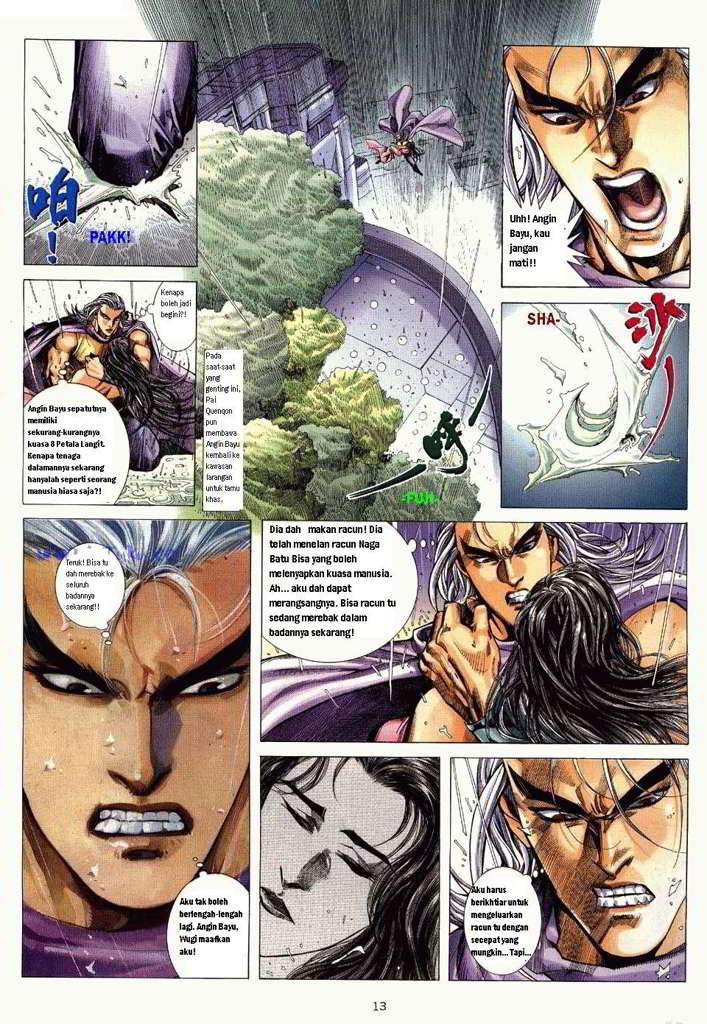 咱!
PAKK!
Uhh! Angin
Bayu, kau
jangan
mati!!
Kenapa
boleh jadi
begini?!
Angin Bayu sepatutnya
memiliki
sekurang-kurangnya
kuasa 8 Petala Langit.
Kenapa tenaga
dalamannya sekarang
hanyalah seperti seorang
manusia biasa saja?!
Pada
saat-saat
yang
genting ini,
Pai
Quenqon
pun
membawa
Angin Bayu
kembali ke
kawasan
larangan
untuk tamu
khas.
呼
-FUH-
SHA-
沙
Teruk! Bisa tu
dah merebak ke
seluruh
badannya
sekarang!!
Dia dah makan racun! Dia
telah menelan racun Naga
Batu Bisa yang boleh
melenyapkan kuasa manusia.
Ah... aku dah dapat
merangsangnya. Bisa racun tu
sedang merebak dalam
badannya sekarang!
Aku tak boleh
berlengah-lengah
lagi. Angin Bayu,
Wugi maafkan
aku!
Aku harus
berikhtiar untuk
mengeluarkan
racun tu dengan
secepat yang
mungkin... Tapi...
13